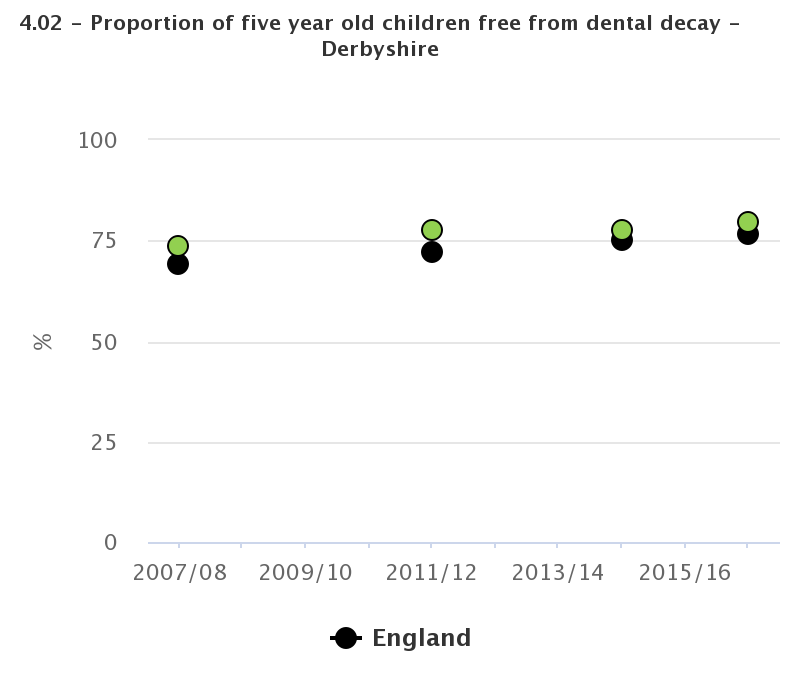 4.02 – Proportion of five year old children free from dental decay –
Derbyshire
100
75
50
25
0
%
2007/08 2009/10 2011/12 2013/14 2015/16
England